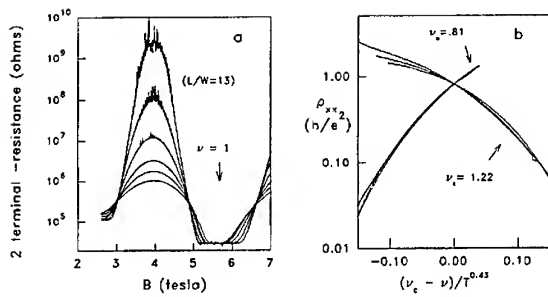 10^10
10^9
10^8
10^7
10^6
10^5
2 terminal -resistance (ohms)
a
(L/W=13)
ν = 1
2 3 4 5 6 7
B (tesla)
b
ν_c=.81
1.00
ρ_xx
(h/e^2)
0.10
ν_c = 1.22
0.01
-0.10 0.00 0.10
(ν_c - ν)/T^0.43